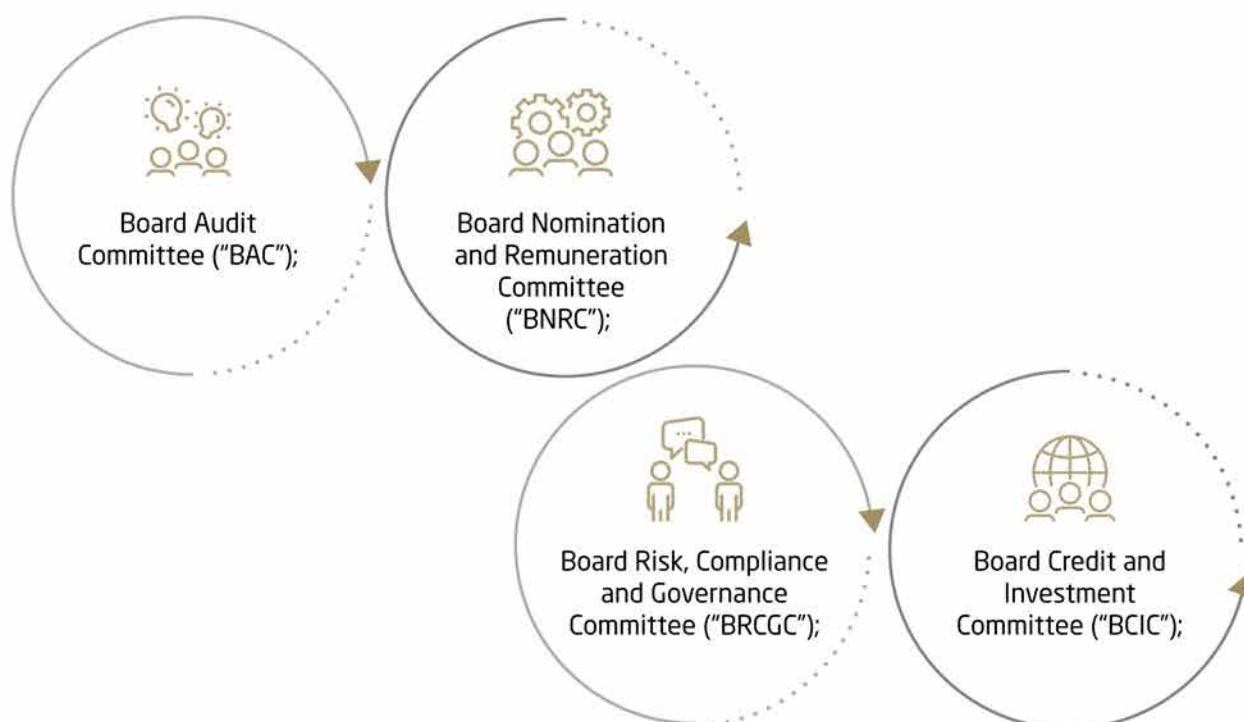 Board Audit
Committee (“BAC”);
Board Nomination
and Remuneration
Committee
(“BNRC”);
Board Risk, Compliance
and Governance
Committee (“BRCGC”);
Board Credit and
Investment
Committee (“BCIC”);